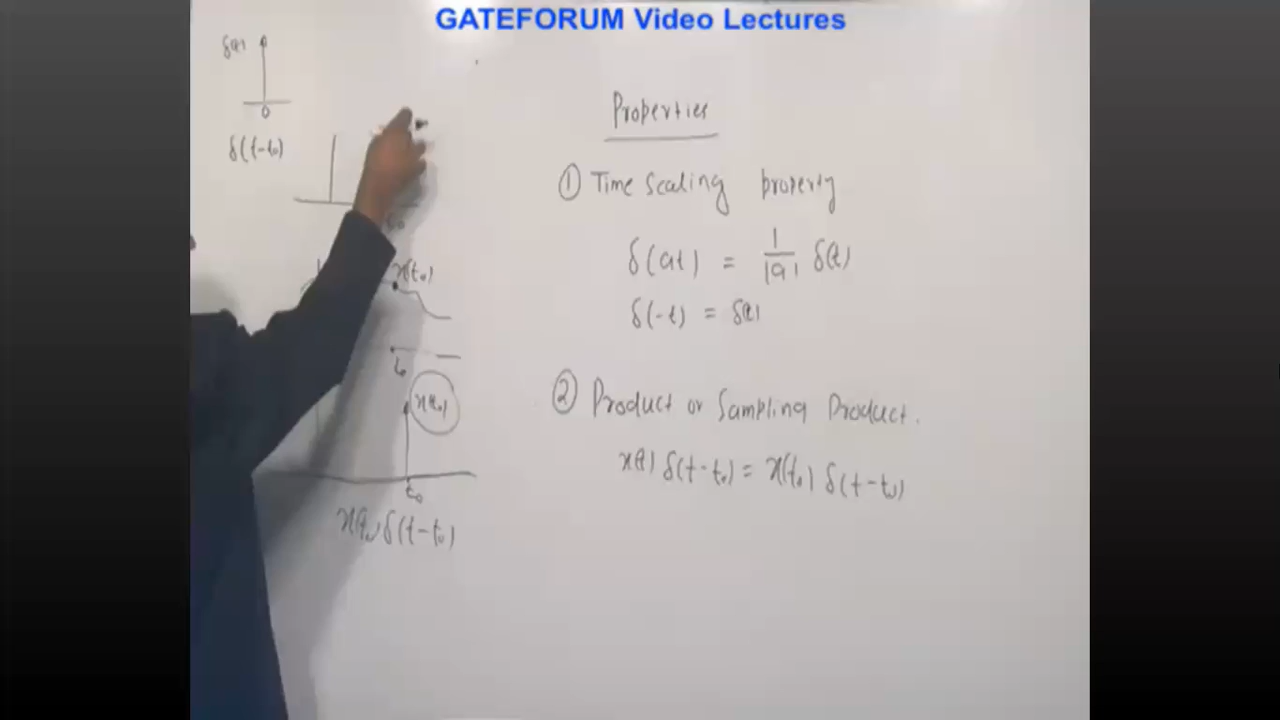 GATEFORUM Video Lectures
δ(t)
0
δ(t-t₀)
t₀
x(t₀)
t₀
x(t₀)
t₀
x(t₀) δ(t-t₀)
Properties
① Time Scaling property
δ(at) = 1/|a| δ(t)
δ(-t) = δ(t)
② Product or Sampling Product.
x(t) δ(t-t₀) = x(t₀) δ(t-t₀)